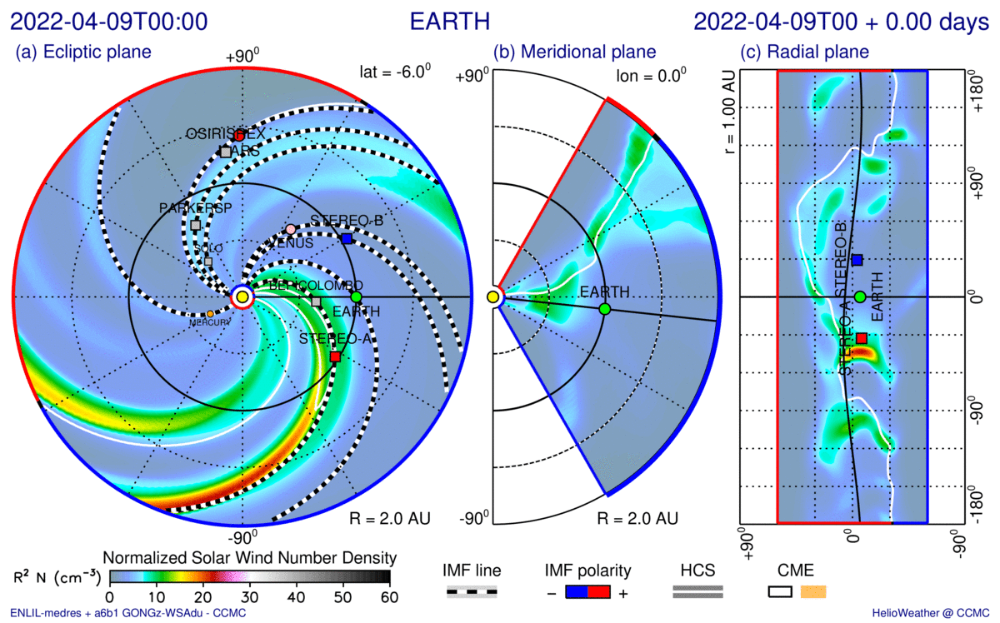 2022-04-09T00:00 EARTH 2022-04-09T00 + 0.00 days
(a) Ecliptic plane (b) Meridional plane (c) Radial plane
+90⁰
lat = -6.0⁰
+90⁰
lon = 0.0⁰
r = 1.00 AU
OSIRISREX
MARS
PARKERSP
SOLO
STEREO-B
VENUS
BEPICOLOMBO
EARTH
MERCURY
STEREO-A
-90⁰
R = 2.0 AU
EARTH
-90⁰
R = 2.0 AU
STEREO-B
EARTH
STEREO-A
+180⁰
+90⁰
0⁰
-90⁰
-180⁰
+90⁰
0⁰
-90⁰
Normalized Solar Wind Number Density
R² N (cm⁻³)
0 10 20 30 40 50 60
IMF line IMF polarity HCS CME
− +
ENLIL-medres + a6b1 GONGz-WSAdu - CCMC HelioWeather @ CCMC